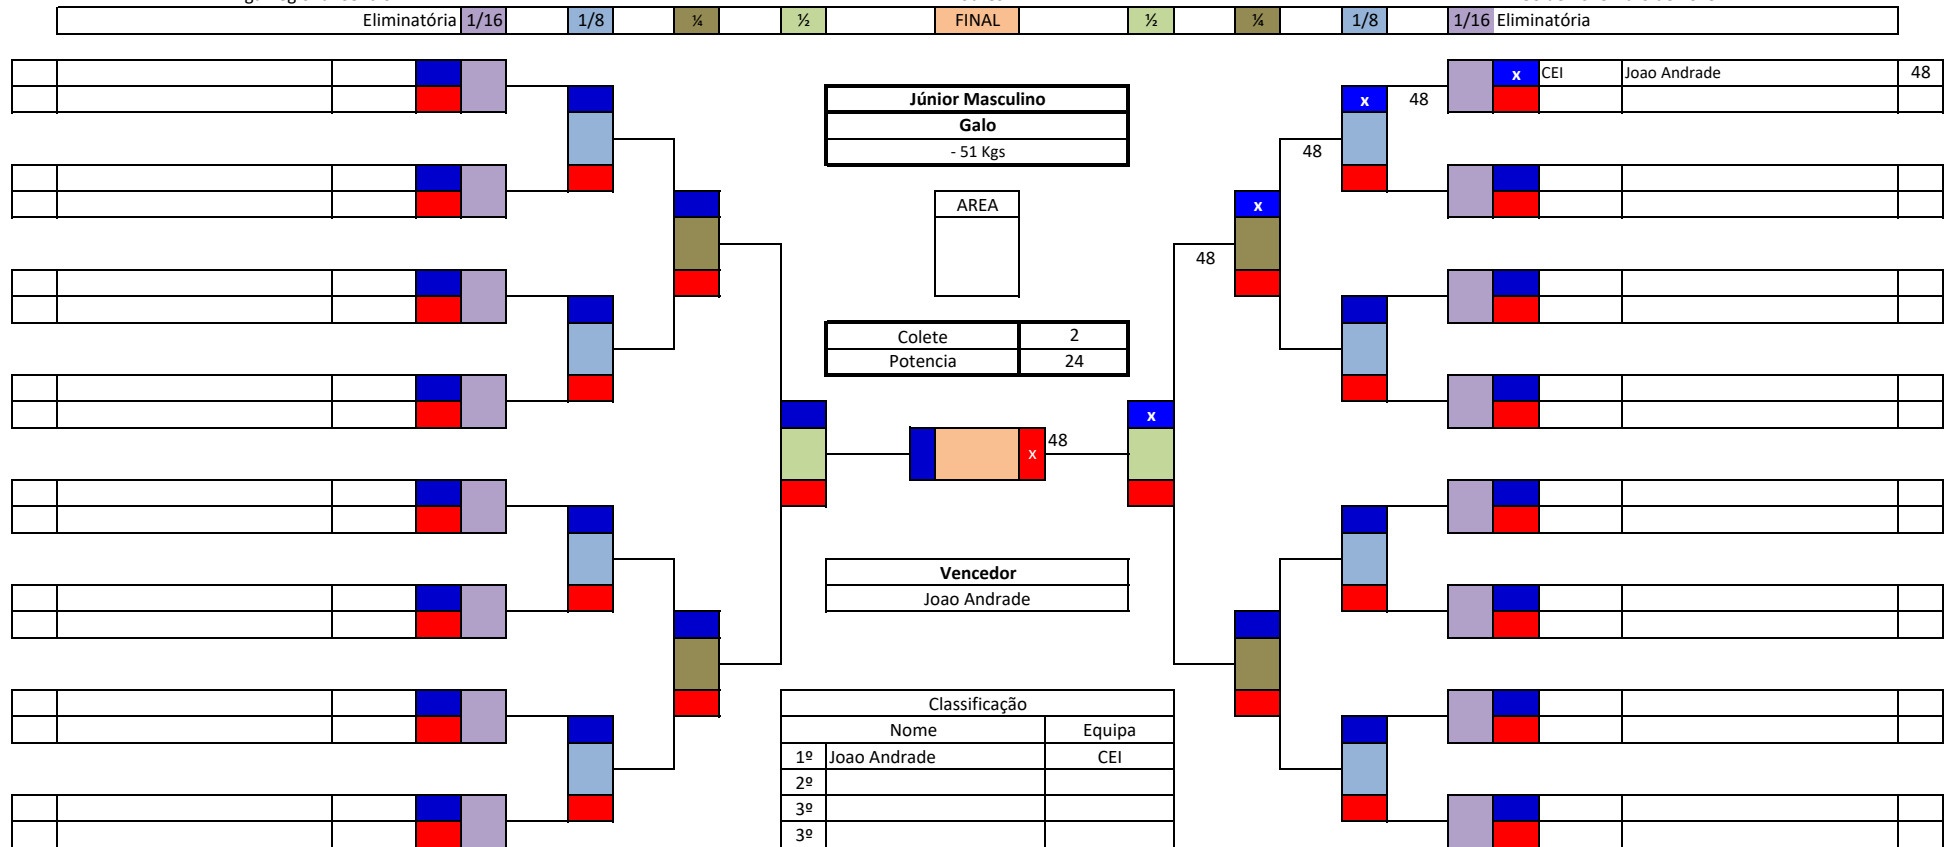 Eliminatória 1/16 1/8 ¼ ½ FINAL ½ ¼ 1/8 1/16 Eliminatória
x CEI Joao Andrade 48
Júnior Masculino
x 48
Galo
- 51 Kgs
48
AREA
x
48
Colete 2
Potencia 24
x
x 48
Vencedor
Joao Andrade
Classificação
Nome Equipa
1º Joao Andrade CEI
2º
3º
3º